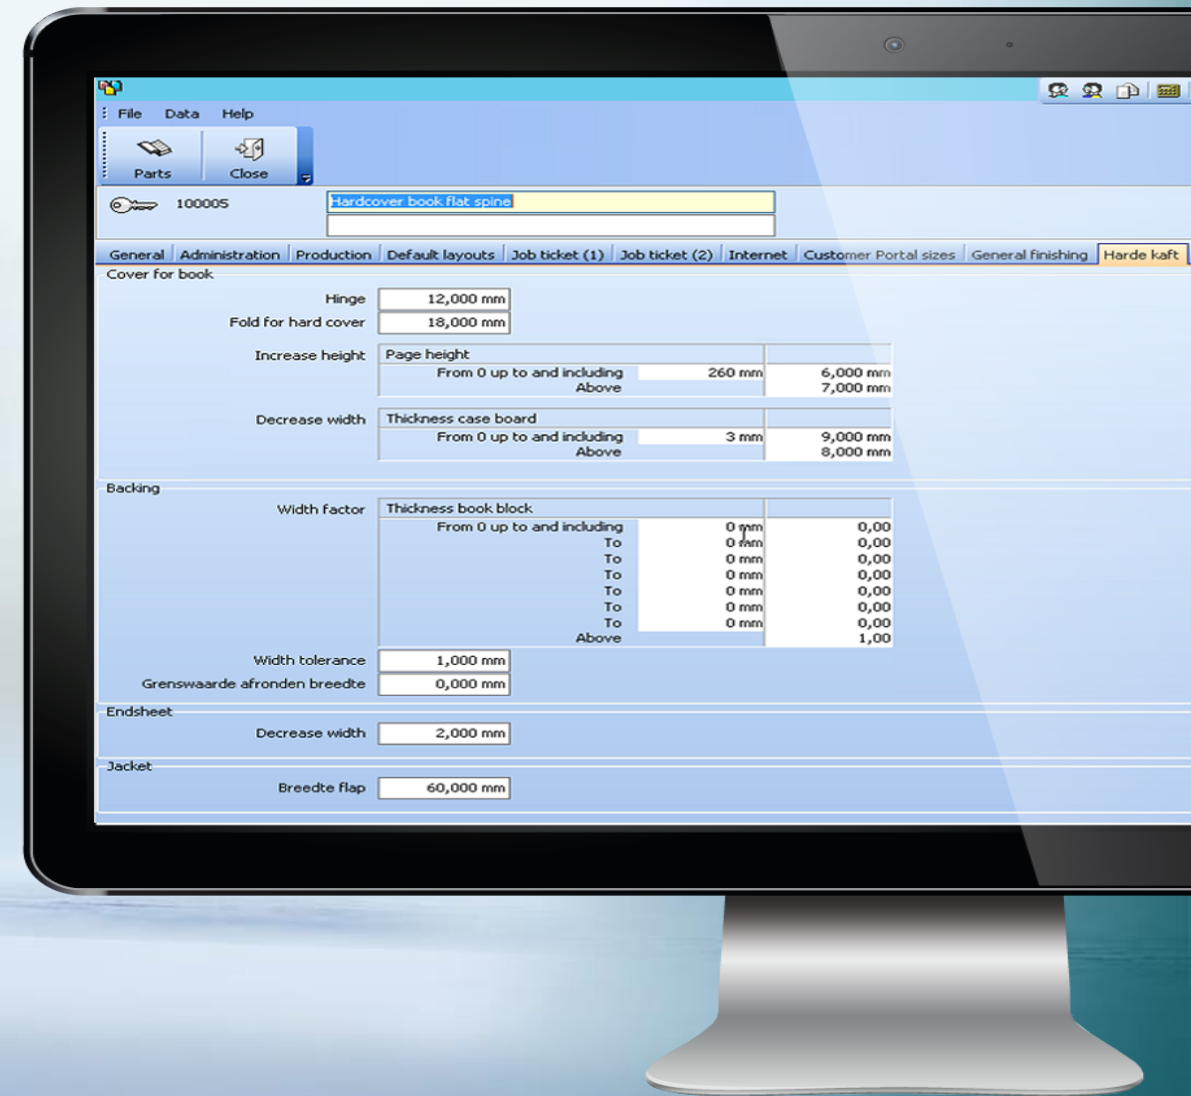 File Data Help
Parts Close
100005 Hardcover book flat spine
General Administration Production Default layouts Job ticket (1) Job ticket (2) Internet Customer Portal sizes General finishing Harde kaft
Cover for book
Hinge 12,000 mm
Fold for hard cover 18,000 mm
Increase height Page height
From 0 up to and including 260 mm 6,000 mm
Above 7,000 mm
Decrease width Thickness case board
From 0 up to and including 3 mm 9,000 mm
Above 8,000 mm
Backing
Width factor Thickness book block
From 0 up to and including 0 mm 0,00
To 0 mm 0,00
To 0 mm 0,00
To 0 mm 0,00
To 0 mm 0,00
To 0 mm 0,00
To 0 mm 0,00
Above 1,00
Width tolerance 1,000 mm
Grenswaarde afronden breedte 0,000 mm
Endsheet
Decrease width 2,000 mm
Jacket
Breedte flap 60,000 mm